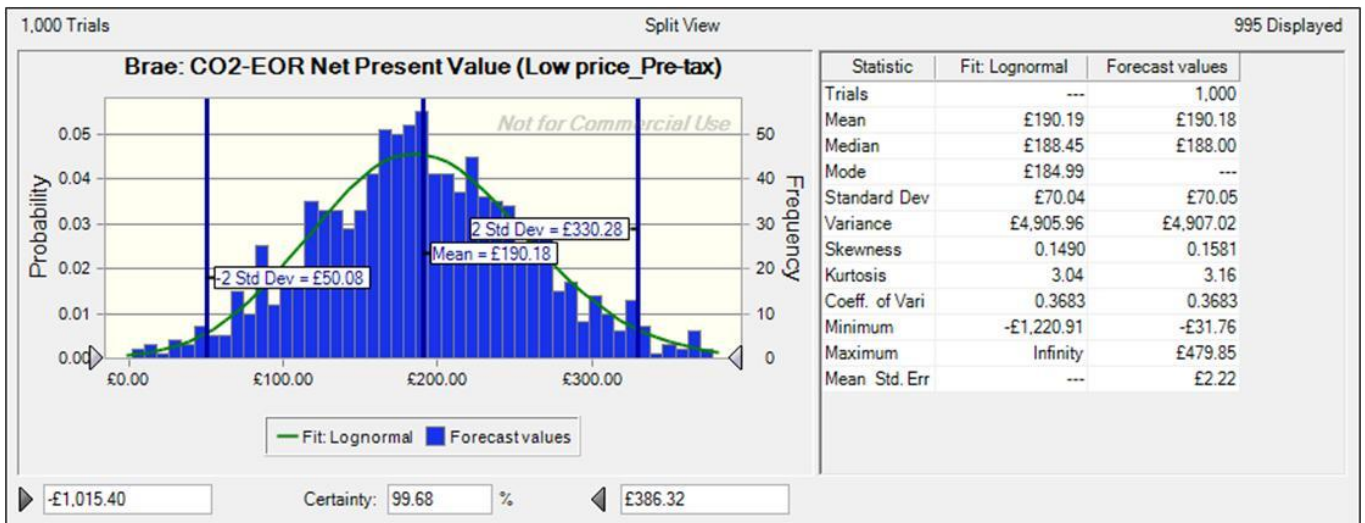 1,000 Trials Split View 995 Displayed
Brae: CO2-EOR Net Present Value (Low price_Pre-tax)
Not for Commercial Use
Probability
0.05
0.04
0.03
0.02
0.01
0.00
50
40
30
20
10
0
Frequency
2 Std Dev = £330.28
Mean = £190.18
-2 Std Dev = £50.08
£0.00 £100.00 £200.00 £300.00
Fit: Lognormal Forecast values
Statistic Fit: Lognormal Forecast values
Trials --- 1,000
Mean £190.19 £190.18
Median £188.45 £188.00
Mode £184.99 ---
Standard Dev £70.04 £70.05
Variance £4,905.96 £4,907.02
Skewness 0.1490 0.1581
Kurtosis 3.04 3.16
Coeff. of Vari 0.3683 0.3683
Minimum -£1,220.91 -£31.76
Maximum Infinity £479.85
Mean Std. Err --- £2.22
-£1,015.40 Certainty: 99.68 % £386.32